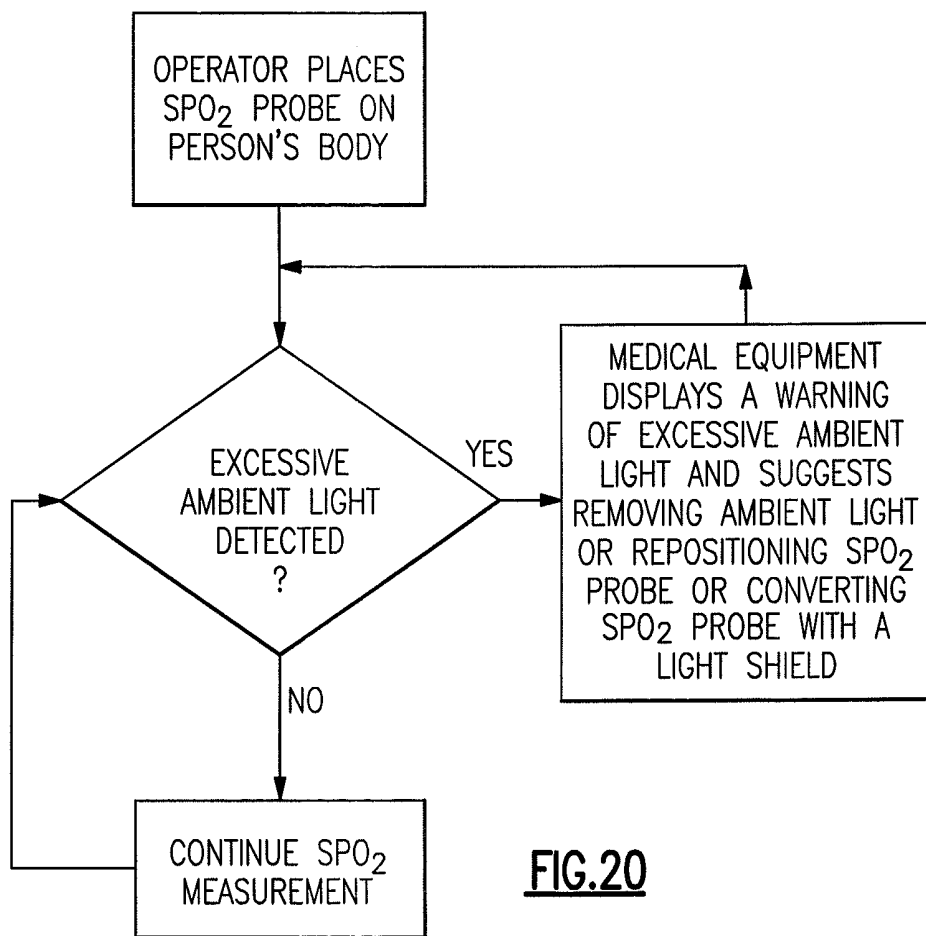 OPERATOR PLACES
SPO₂ PROBE ON
PERSON'S BODY
EXCESSIVE
AMBIENT LIGHT
DETECTED
?
YES
MEDICAL EQUIPMENT
DISPLAYS A WARNING
OF EXCESSIVE AMBIENT
LIGHT AND SUGGESTS
REMOVING AMBIENT LIGHT
OR REPOSITIONING SPO₂
PROBE OR CONVERTING
SPO₂ PROBE WITH A
LIGHT SHIELD
NO
CONTINUE SPO₂
MEASUREMENT
FIG.20